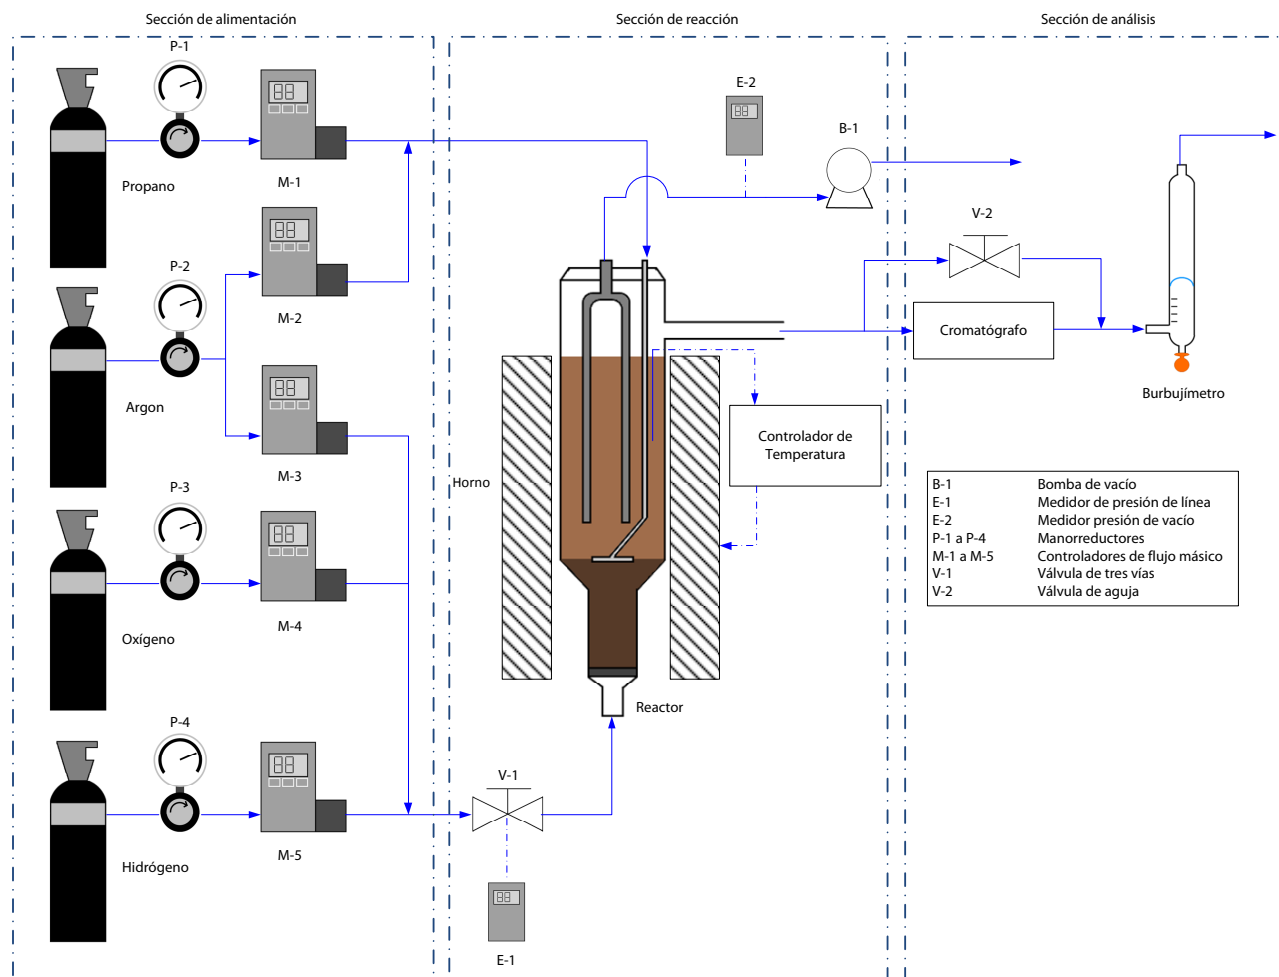 Sección de alimentación
Sección de reacción
Sección de análisis
P-1
Propano
M-1
M-2
P-2
Argon
M-3
P-3
Oxígeno
M-4
P-4
Hidrógeno
M-5
E-2
B-1
Horno
Controlador de
Temperatura
Reactor
V-1
E-1
V-2
Cromatógrafo
Burbujímetro
B-1 Bomba de vacío
E-1 Medidor de presión de línea
E-2 Medidor presión de vacío
P-1 a P-4 Manorreductores
M-1 a M-5 Controladores de flujo másico
V-1 Válvula de tres vías
V-2 Válvula de aguja